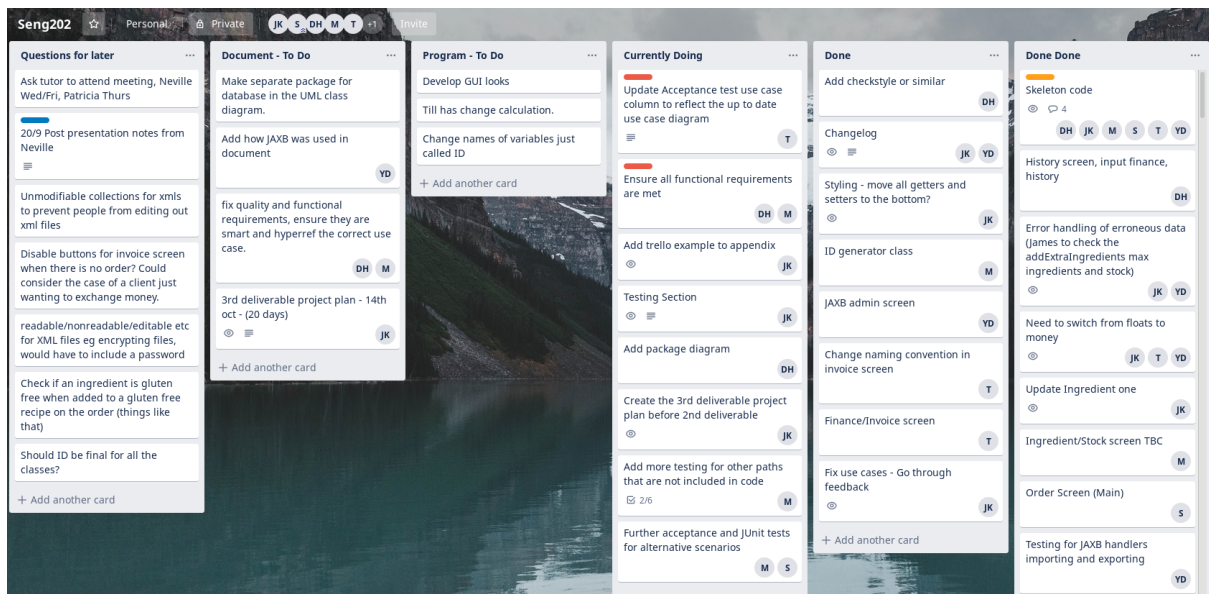 Seng202
Personal
Private
JK S DH M T +1
Invite
Questions for later
Ask tutor to attend meeting, Neville
Wed/Fri, Patricia Thurs
20/9 Post presentation notes from
Neville
Unmodifiable collections for xmls
to prevent people from editing out
xml files
Disable buttons for invoice screen
when there is no order? Could
consider the case of a client just
wanting to exchange money.
readable/nonreadable/editable etc
for XML files eg encrypting files,
would have to include a password
Check if an ingredient is gluten
free when added to a gluten free
recipe on the order (things like
that)
Should ID be final for all the
classes?
+ Add another card
Document - To Do
Make separate package for
database in the UML class
diagram.
Add how JAXB was used in
document
YD
fix quality and functional
requirements, ensure they are
smart and hyperref the correct use
case.
DH M
3rd deliverable project plan - 14th
oct - (20 days)
JK
+ Add another card
Program - To Do
Develop GUI looks
Till has change calculation.
Change names of variables just
called ID
+ Add another card
Currently Doing
Update Acceptance test use case
column to reflect the up to date
use case diagram
T
Ensure all functional requirements
are met
DH M
Add trello example to appendix
JK
Testing Section
JK
Add package diagram
DH
Create the 3rd deliverable project
plan before 2nd deliverable
JK
Add more testing for other paths
that are not included in code
2/6
M
Further acceptance and JUnit tests
for alternative scenarios
M S
Done
Add checkstyle or similar
DH
Changelog
JK YD
Styling - move all getters and
setters to the bottom?
JK
ID generator class
M
JAXB admin screen
YD
Change naming convention in
invoice screen
T
Finance/Invoice screen
T
Fix use cases - Go through
feedback
JK
+ Add another card
Done Done
Skeleton code
4
DH JK M S T YD
History screen, input finance,
history
DH
Error handling of erroneous data
(James to check the
addExtraIngredients max
ingredients and stock)
JK YD
Need to switch from floats to
money
JK T YD
Update Ingredient one
JK
Ingredient/Stock screen TBC
M
Order Screen (Main)
S
Testing for JAXB handlers
importing and exporting
YD